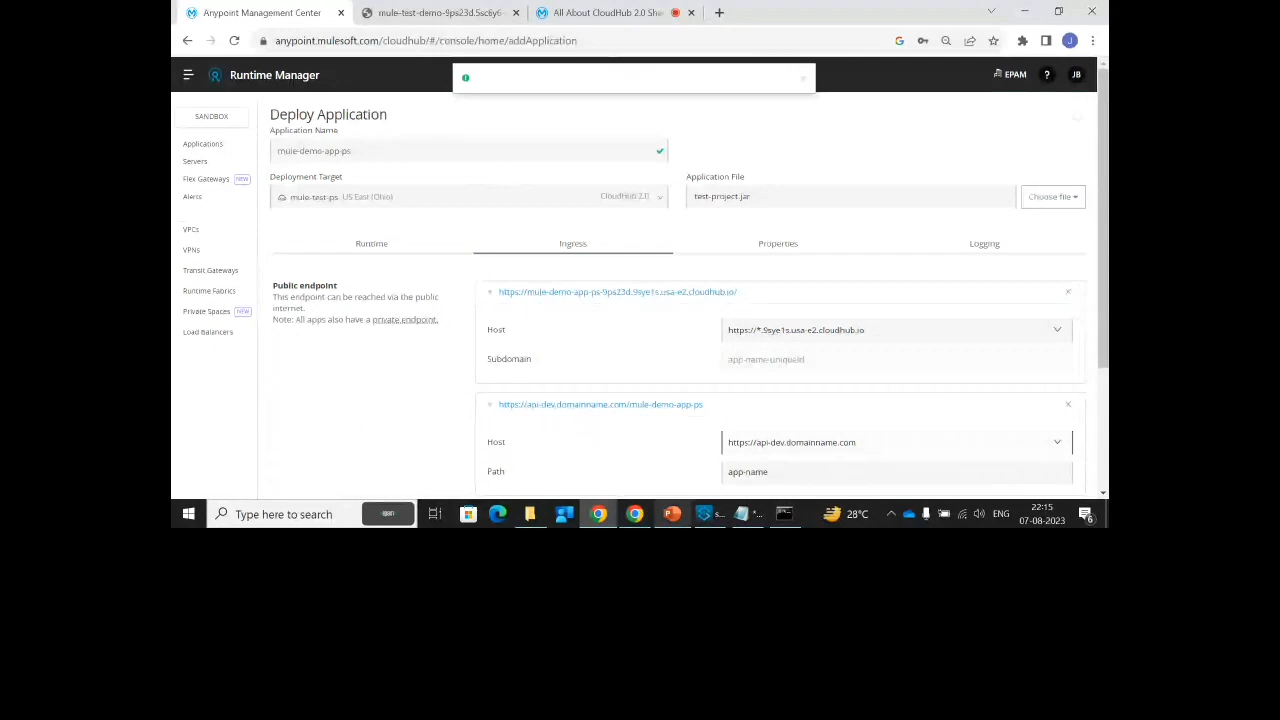 Anypoint Management Center
mule-test-demo-9ps23d.5sc6y6-
All About CloudHub 2.0 Sha
anypoint.mulesoft.com/cloudhub/#/console/home/addApplication
J
Runtime Manager
EPAM
?
JB
SANDBOX
Applications
Servers
Flex Gateways NEW
Alerts
VPCs
VPNs
Transit Gateways
Runtime Fabrics
Private Spaces NEW
Load Balancers
Deploy Application
Application Name
mule-demo-app-ps
Deployment Target
Application File
mule-test-ps US East (Ohio) CloudHub 2.0
test-project.jar
Choose file
Runtime
Ingress
Properties
Logging
Public endpoint
This endpoint can be reached via the public
internet.
Note: All apps also have a private endpoint.
https://mule-demo-app-ps-9ps23d.9sye1s.usa-e2.cloudhub.io/
Host
https://*.9sye1s.usa-e2.cloudhub.io
Subdomain
app-name-uniqueId
https://api-dev.domainname.com/mule-demo-app-ps
Host
https://api-dev.domainname.com
Path
app-name
Type here to search
28°C
ENG
22:15
07-08-2023
6